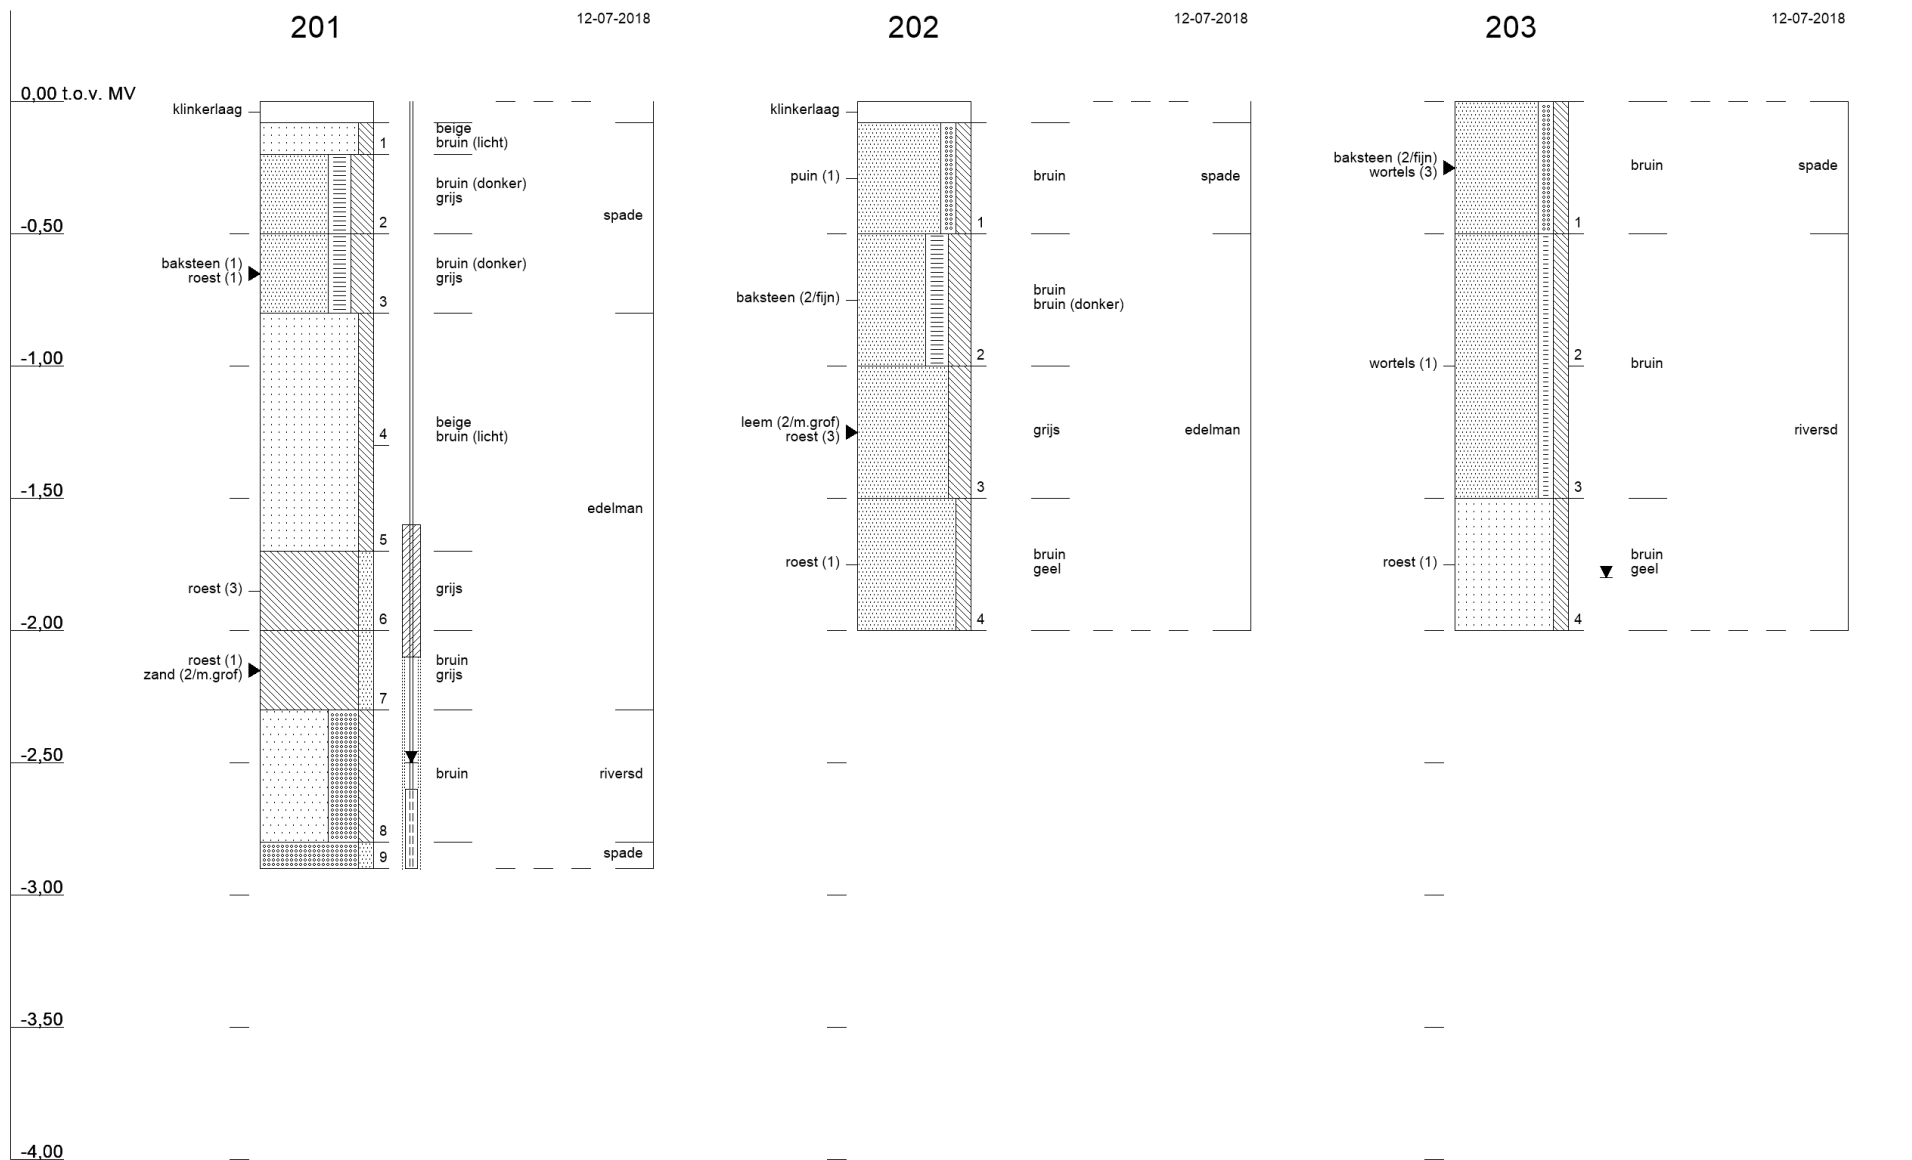 201
12-07-2018
202
12-07-2018
203
12-07-2018
0,00 t.o.v. MV
-0,50
-1,00
-1,50
-2,00
-2,50
-3,00
-3,50
-4,00
klinkerlaag
baksteen (1)
roest (1)
roest (3)
roest (1)
zand (2/m.grof)
1
2
3
4
5
6
7
8
9
beige
bruin (licht)
bruin (donker)
grijs
bruin (donker)
grijs
beige
bruin (licht)
grijs
bruin
grijs
bruin
spade
edelman
riversd
spade
klinkerlaag
puin (1)
baksteen (2/fijn)
leem (2/m.grof)
roest (3)
roest (1)
1
2
3
4
bruin
bruin
bruin (donker)
grijs
bruin
geel
spade
edelman
baksteen (2/fijn)
wortels (3)
wortels (1)
roest (1)
1
2
3
4
bruin
bruin
bruin
geel
spade
riversd